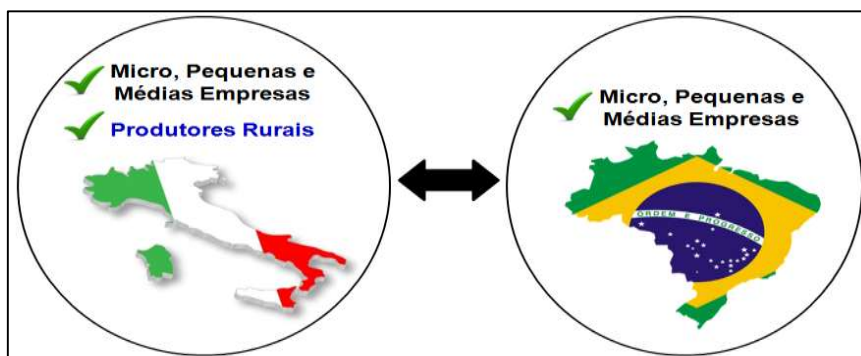 Micro, Pequenas e
Médias Empresas
Produtores Rurais
Micro, Pequenas e
Médias Empresas
ORDEM E PROGRESSO